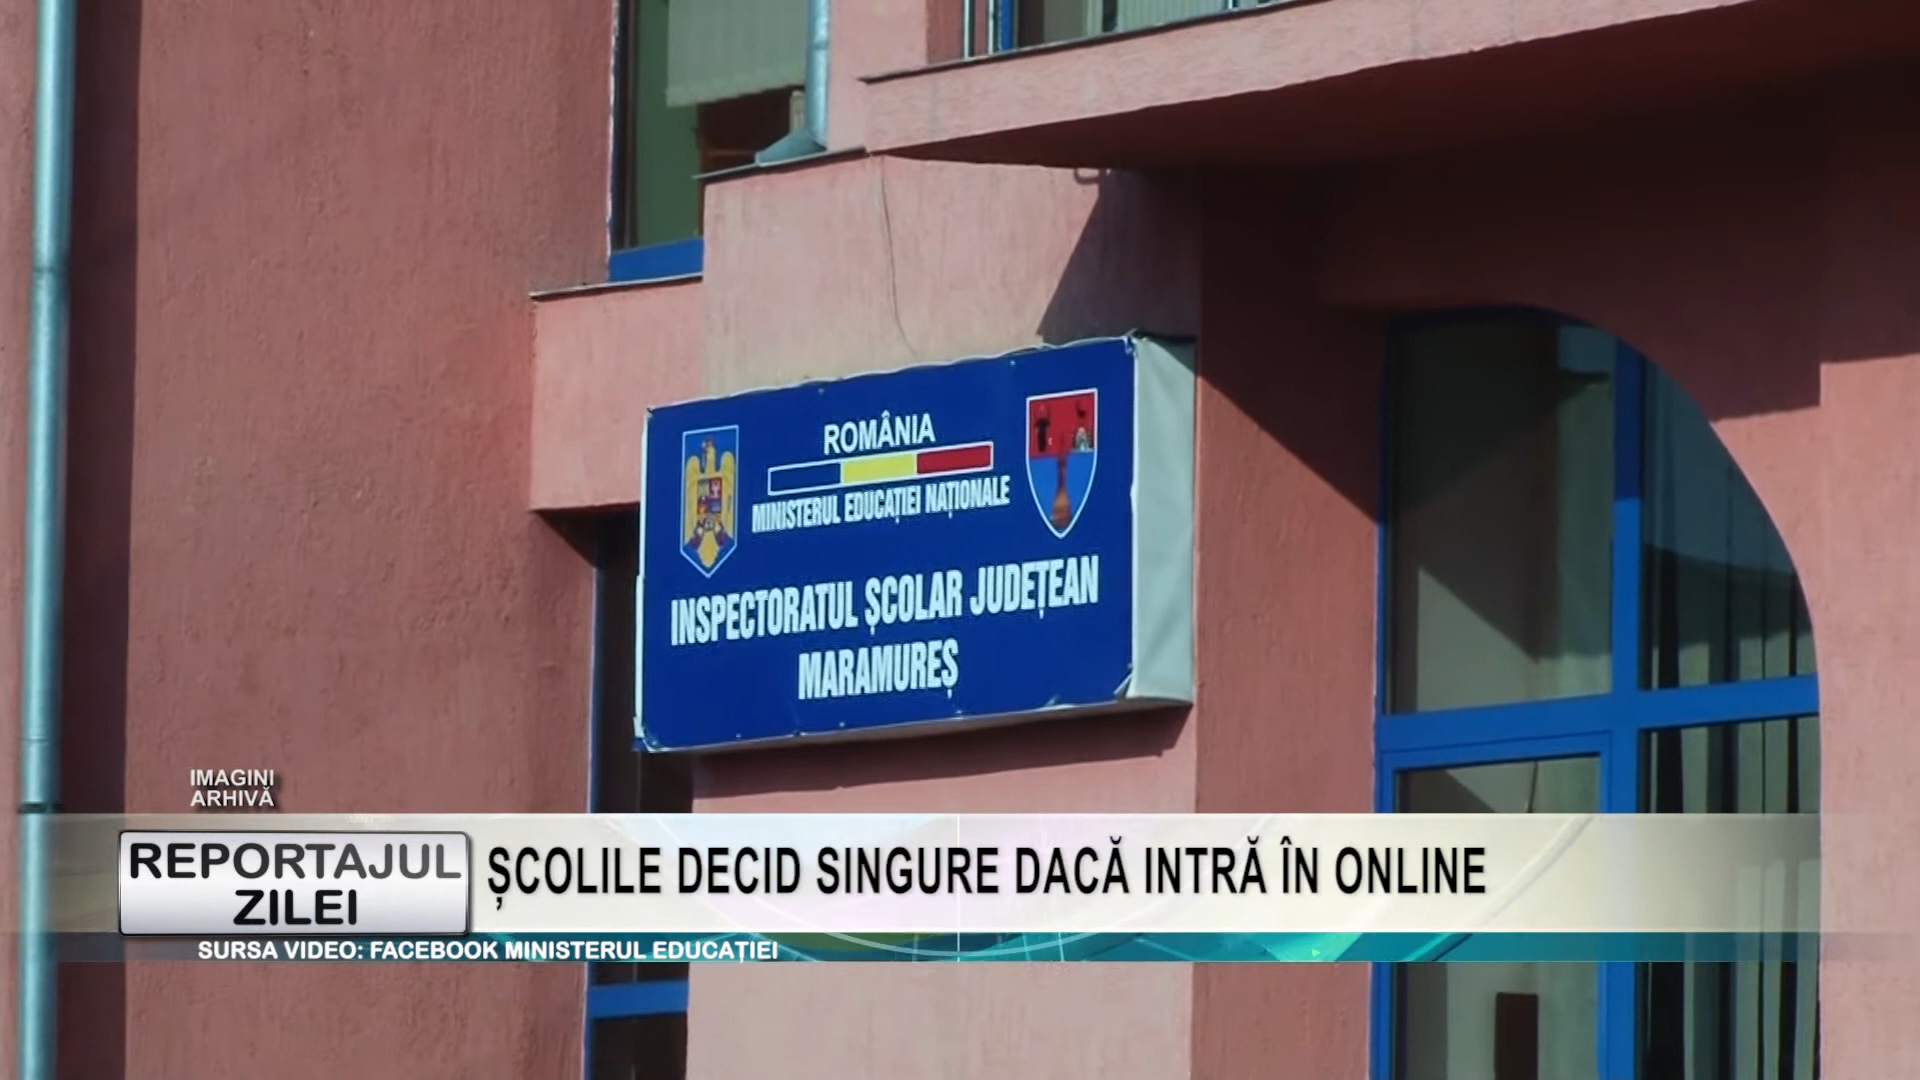 ROMÂNIA
MINISTERUL EDUCAȚIEI NAȚIONALE
INSPECTORATUL ȘCOLAR JUDEȚEAN
MARAMUREȘ
IMAGINI
ARHIVĂ
REPORTAJUL
ZILEI
ȘCOLILE DECID SINGURE DACĂ INTRĂ ÎN ONLINE
SURSA VIDEO: FACEBOOK MINISTERUL EDUCAȚIEI